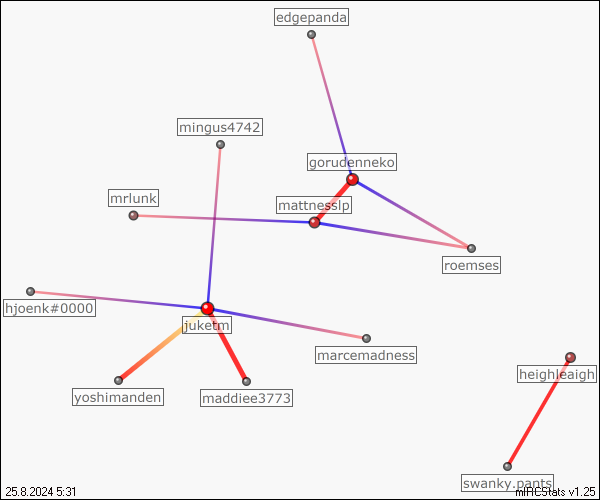 edgepanda
mingus4742
gorudenneko
mrlunk
mattnesslp
roemses
hjoenk#0000
juketm
marcemadness
heighleaigh
yoshimanden
maddiee3773
swanky.pants
25.8.2024 5:31
mIRCStats v1.25